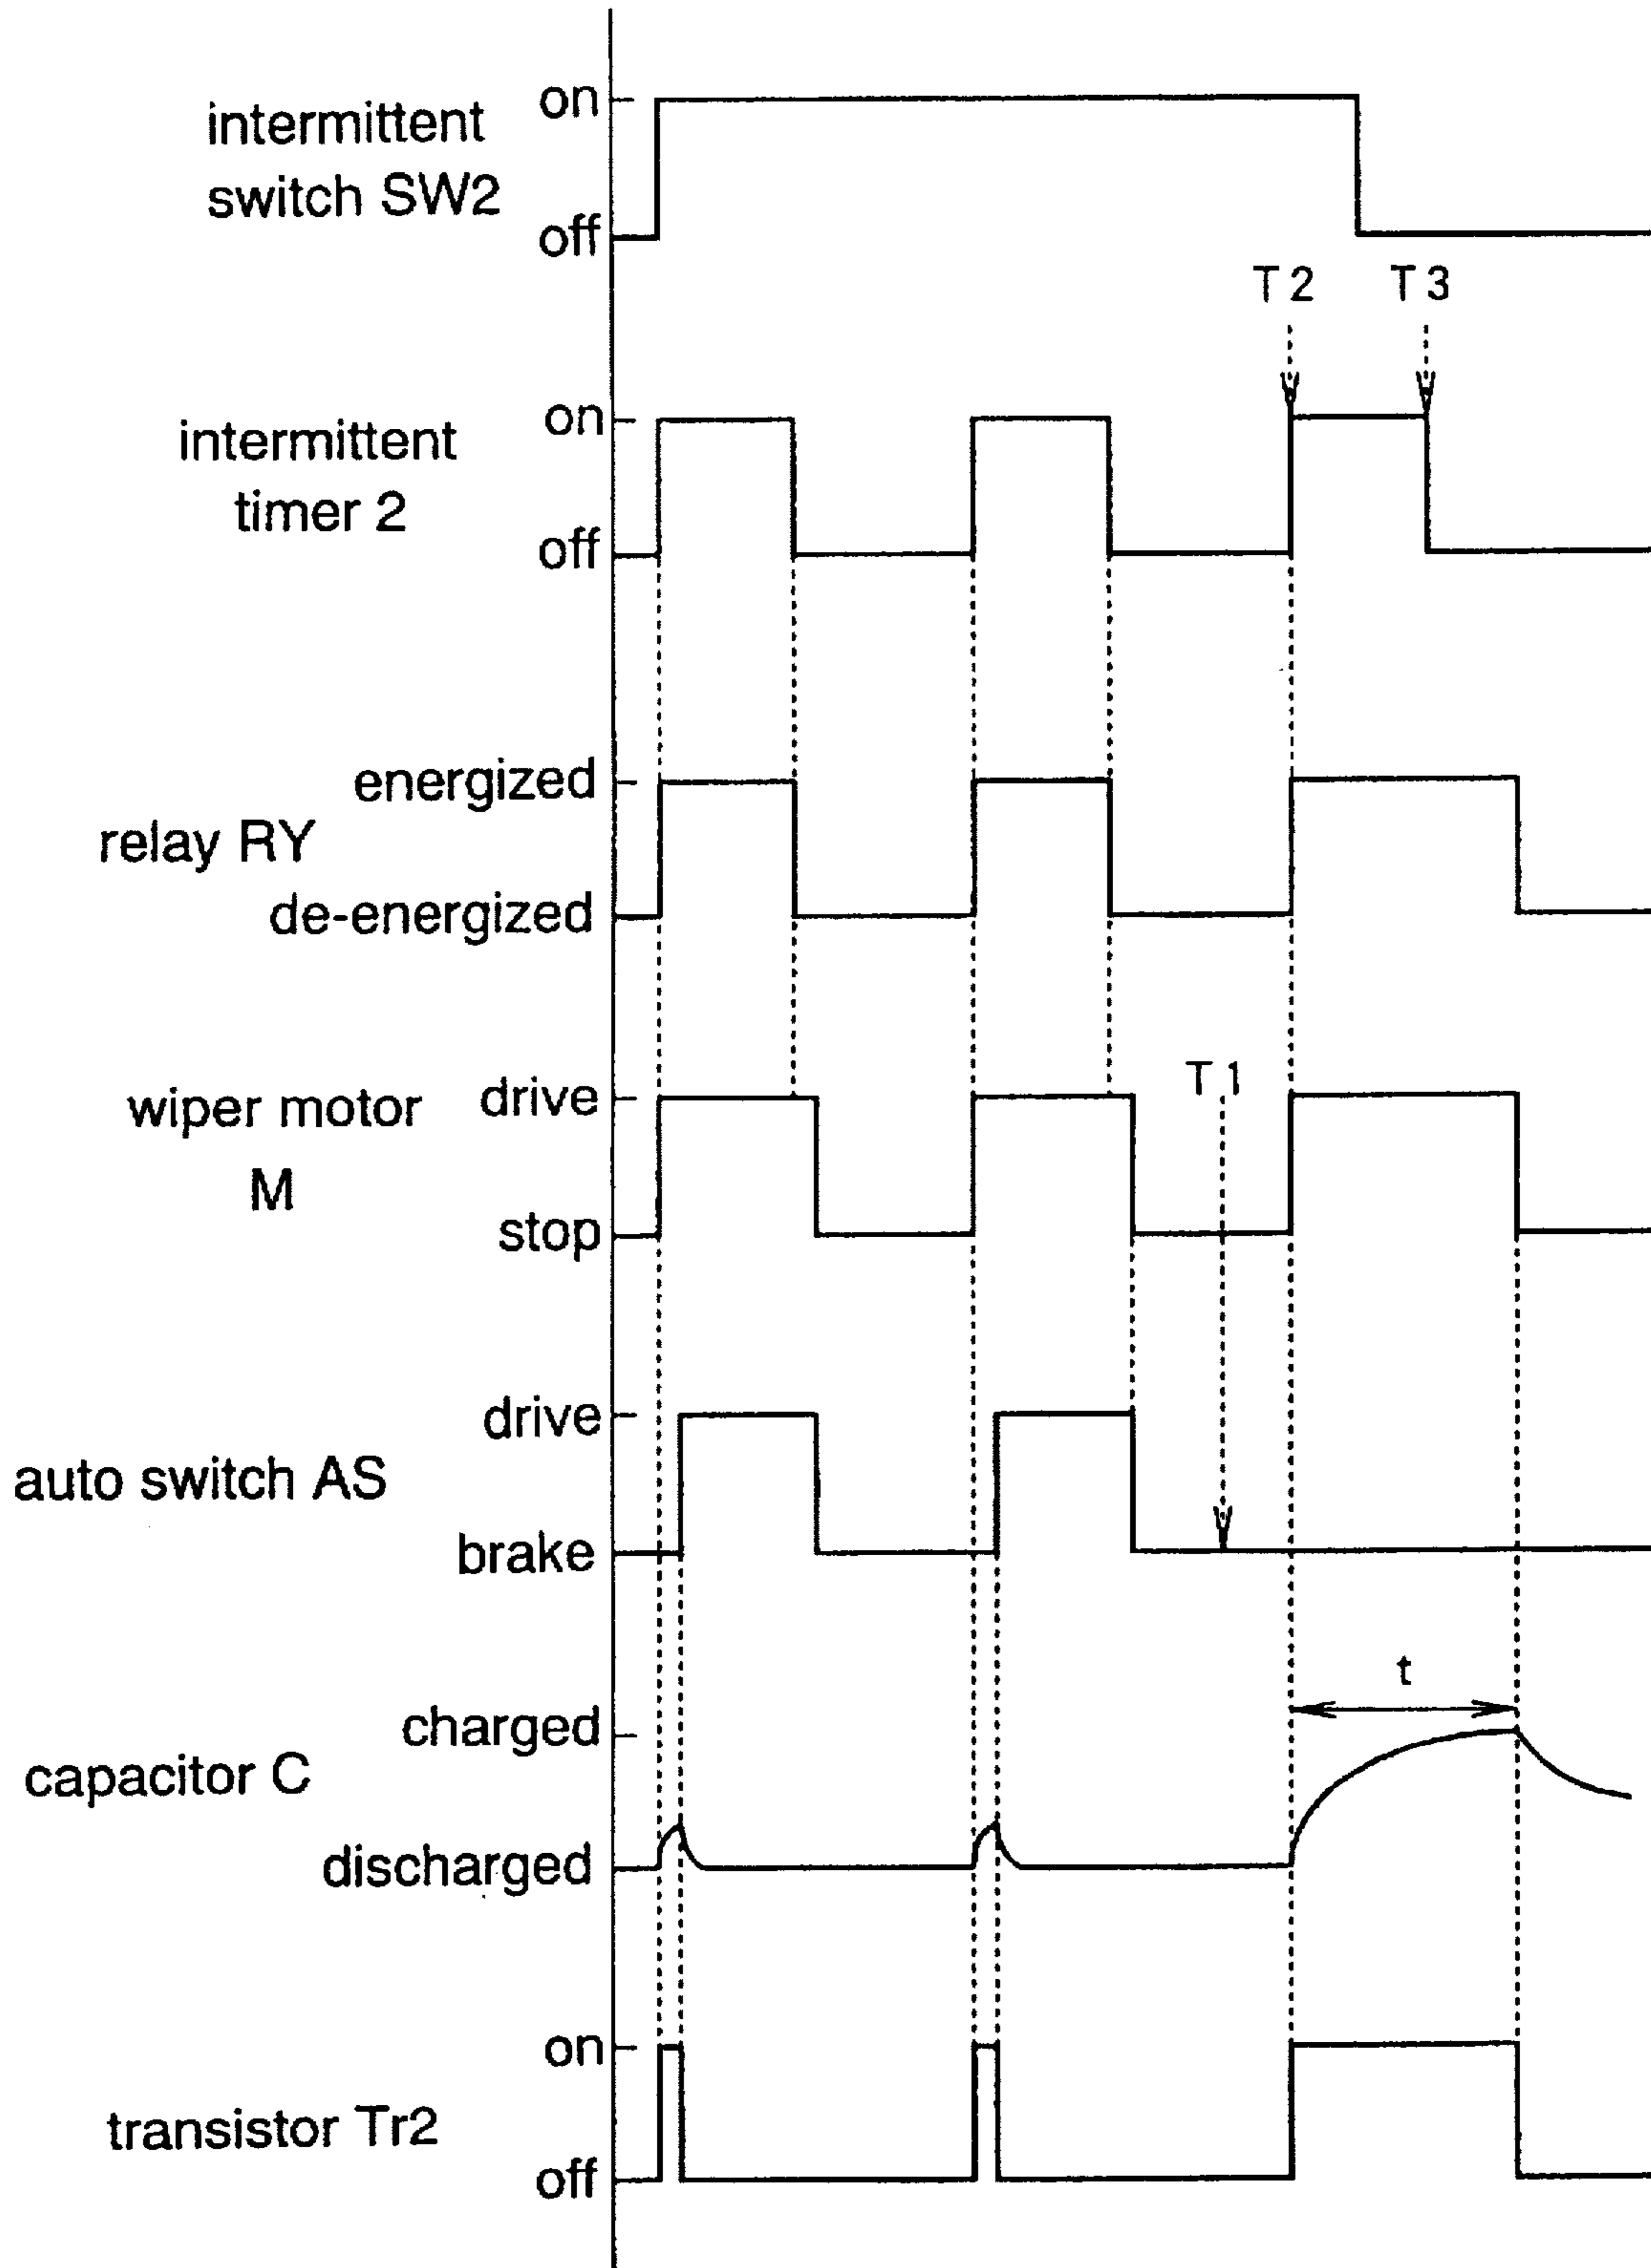 intermittent
switch SW2
on
off
T2
T3
intermittent
timer 2
on
off
relay RY
energized
de-energized
wiper motor
M
drive
stop
T1
auto switch AS
drive
brake
t
capacitor C
charged
discharged
transistor Tr2
on
off